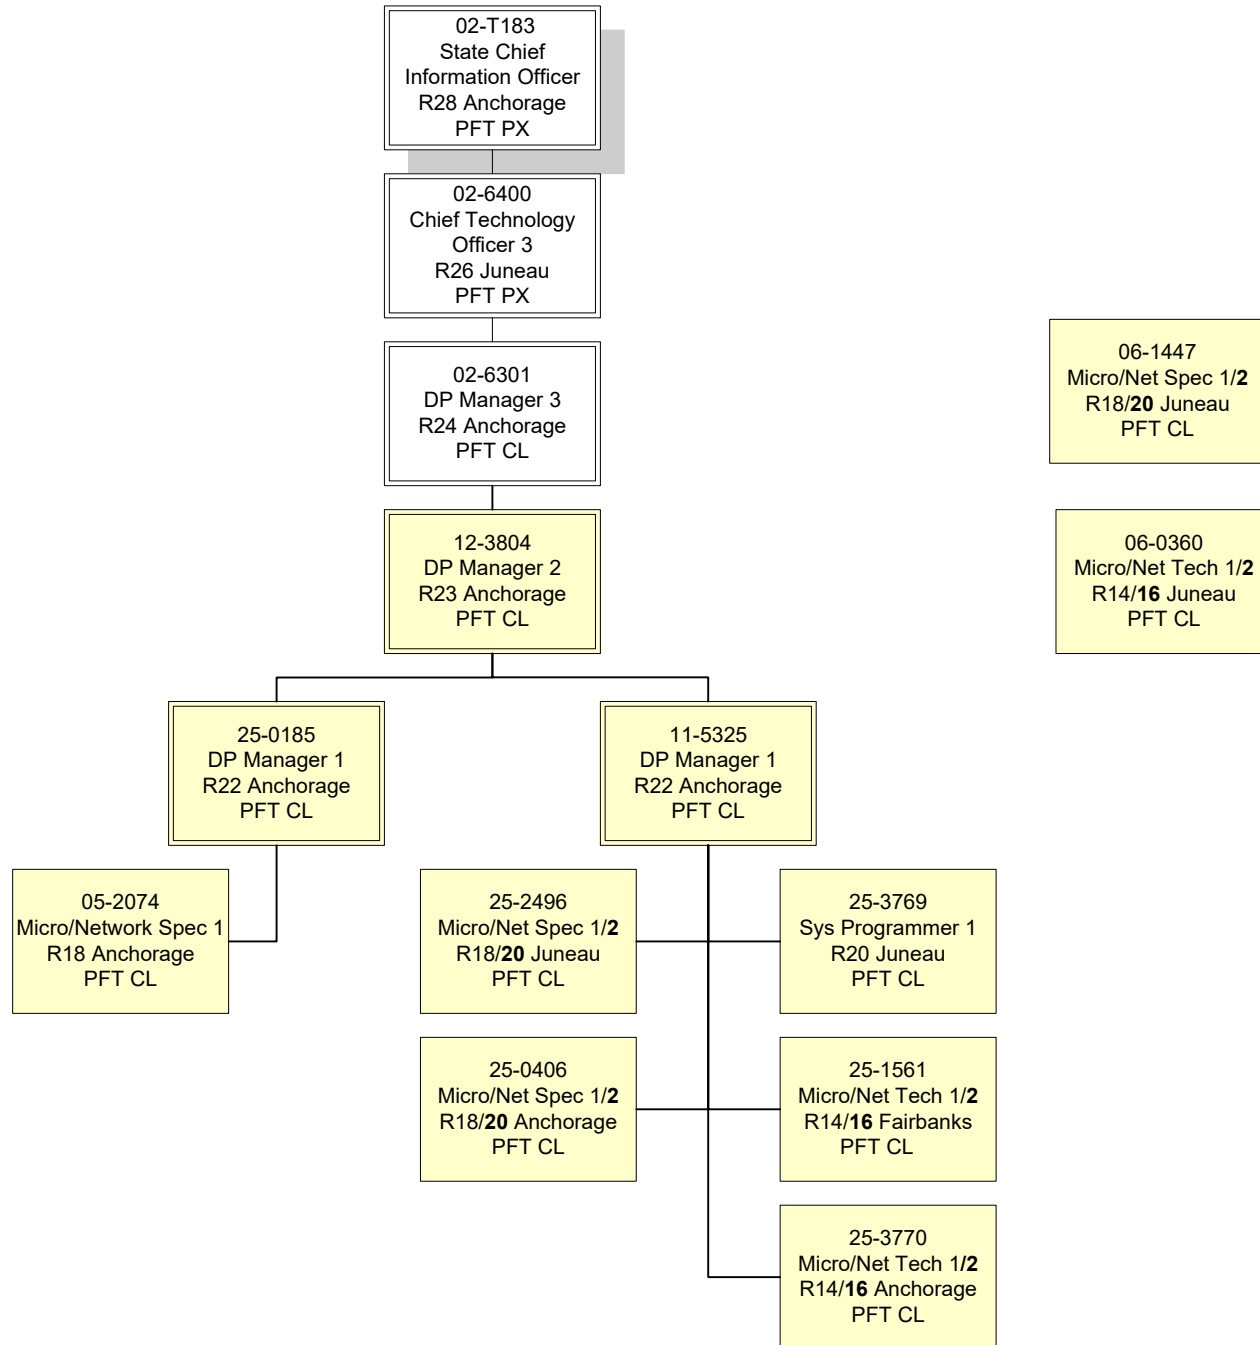 02-T183
State Chief
Information Officer
R28 Anchorage
PFT PX
02-6400
Chief Technology
Officer 3
R26 Juneau
PFT PX
02-6301
DP Manager 3
R24 Anchorage
PFT CL
06-1447
Micro/Net Spec 1/2
R18/20 Juneau
PFT CL
12-3804
DP Manager 2
R23 Anchorage
PFT CL
06-0360
Micro/Net Tech 1/2
R14/16 Juneau
PFT CL
25-0185
DP Manager 1
R22 Anchorage
PFT CL
11-5325
DP Manager 1
R22 Anchorage
PFT CL
05-2074
Micro/Network Spec 1
R18 Anchorage
PFT CL
25-2496
Micro/Net Spec 1/2
R18/20 Juneau
PFT CL
25-3769
Sys Programmer 1
R20 Juneau
PFT CL
25-0406
Micro/Net Spec 1/2
R18/20 Anchorage
PFT CL
25-1561
Micro/Net Tech 1/2
R14/16 Fairbanks
PFT CL
25-3770
Micro/Net Tech 1/2
R14/16 Anchorage
PFT CL